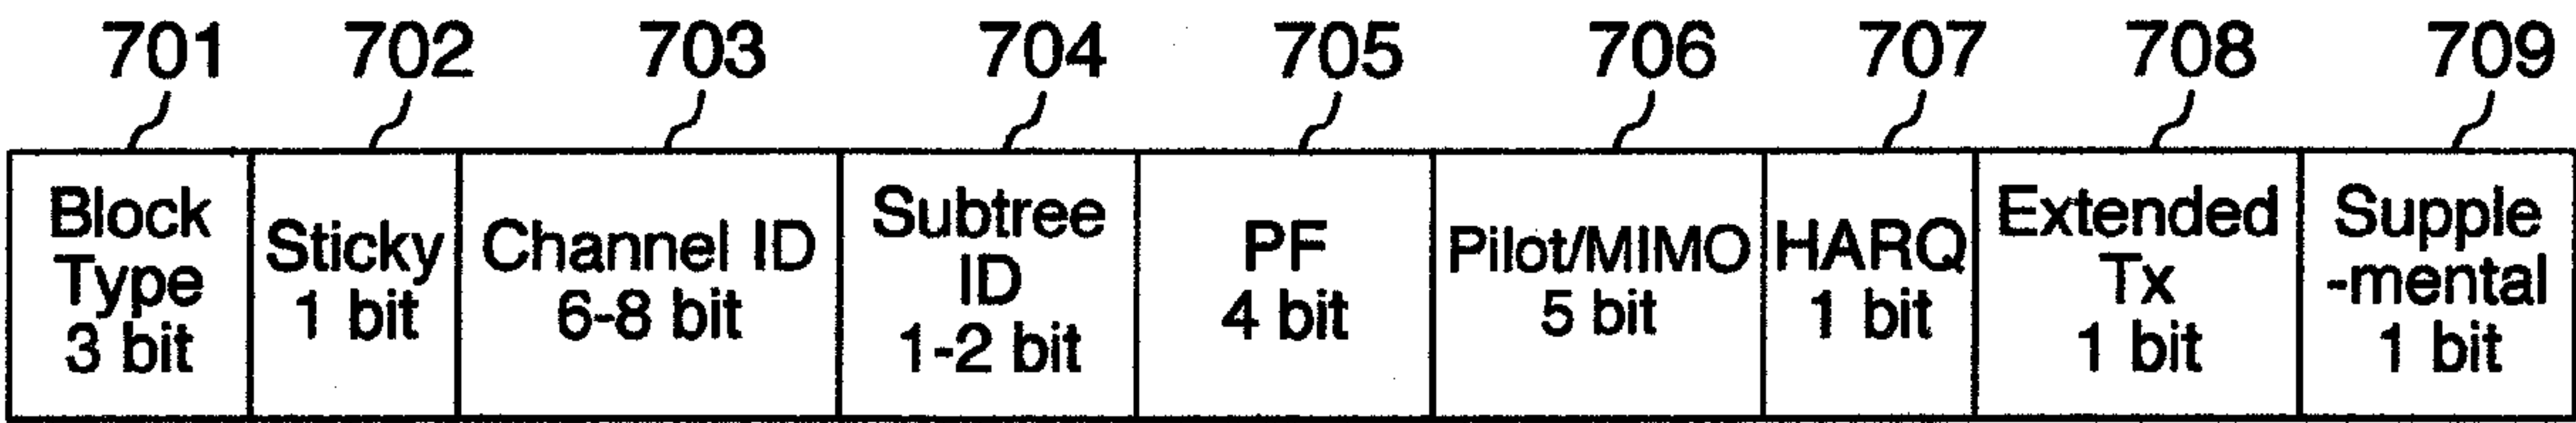 701 702 703 704 705 706 707 708 709
Block
Type
3 bit
Sticky
1 bit
Channel ID
6-8 bit
Subtree
ID
1-2 bit
PF
4 bit
Pilot/MIMO
5 bit
HARQ
1 bit
Extended
Tx
1 bit
Supple
-mental
1 bit